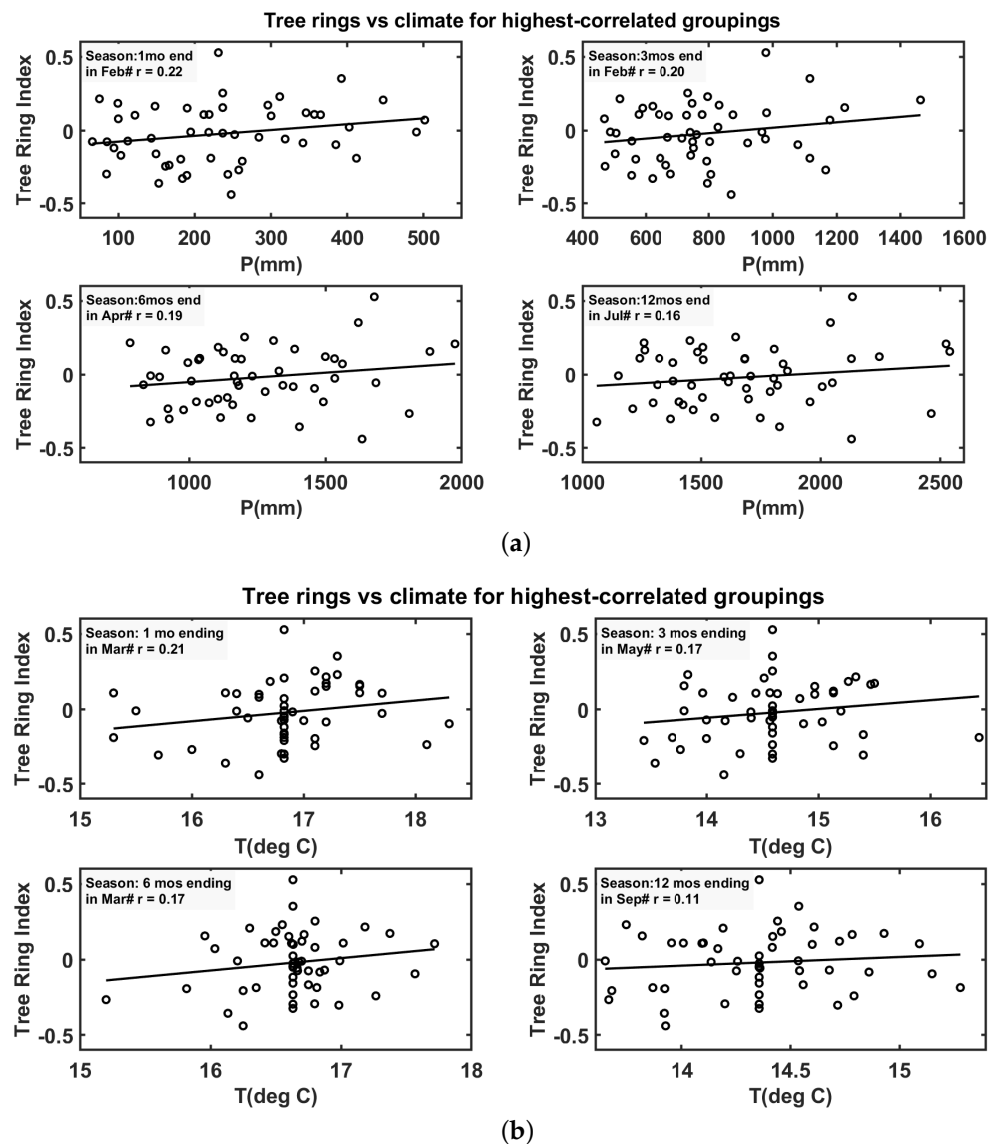 Tree rings vs climate for highest-correlated groupings
Season:1mo end
in Feb# r = 0.22
Tree Ring Index
0.5
0
-0.5
100 200 300 400 500
P(mm)
Season:3mos end
in Feb# r = 0.20
Tree Ring Index
0.5
0
-0.5
400 600 800 1000 1200 1400 1600
P(mm)
Season:6mos end
in Apr# r = 0.19
Tree Ring Index
0.5
0
-0.5
1000 1500 2000
P(mm)
Season:12mos end
in Jul# r = 0.16
Tree Ring Index
0.5
0
-0.5
1000 1500 2000 2500
P(mm)
(a)
Tree rings vs climate for highest-correlated groupings
Season: 1 mo ending
in Mar# r = 0.21
Tree Ring Index
0.5
0
-0.5
15 16 17 18
T(deg C)
Season: 3 mos ending
in May# r = 0.17
Tree Ring Index
0.5
0
-0.5
13 14 15 16
T(deg C)
Season: 6 mos ending
in Mar# r = 0.17
Tree Ring Index
0.5
0
-0.5
15 16 17 18
T(deg C)
Season:12 mos ending
in Sep# r = 0.11
Tree Ring Index
0.5
0
-0.5
14 14.5 15
T(deg C)
(b)